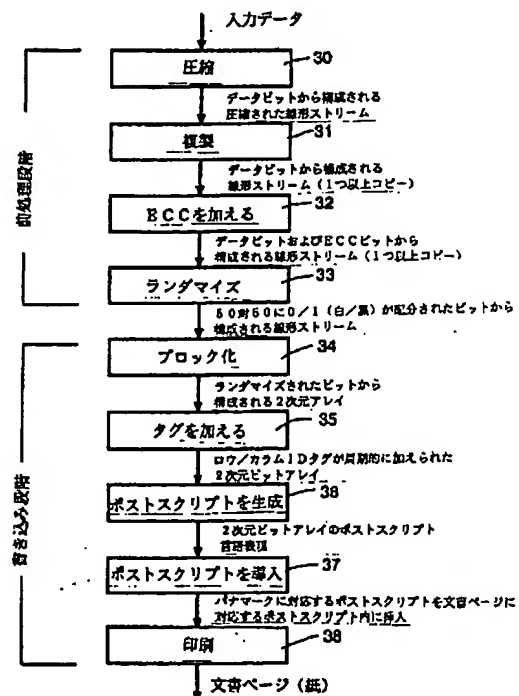 入力データ
圧縮
30
データビットから構成される
圧縮された線形ストリーム
複製
31
データビットから構成される
線形ストリーム(1つ以上コピー)
ECCを加える
32
データビットおよびECCビットから
構成される線形ストリーム(1つ以上コピー)
ランダマイズ
33
前処理段階
50対50に0/1(白/黒)が配分されたビットから
構成される線形ストリーム
ブロック化
34
ランダマイズされたビットから
構成される2次元アレイ
タグを加える
35
ロウ/カラムIDタグが周期的に加えられた
2次元ビットアレイ
ポストスクリプトを生成
36
2次元ビットアレイのポストスクリプト
言語表現
ポストスクリプトを導入
37
パナマークに対応するポストスクリプトを文書ページに
対応するポストスクリプト内に挿入
印刷
38
書き込み段階
文書ページ(紙)